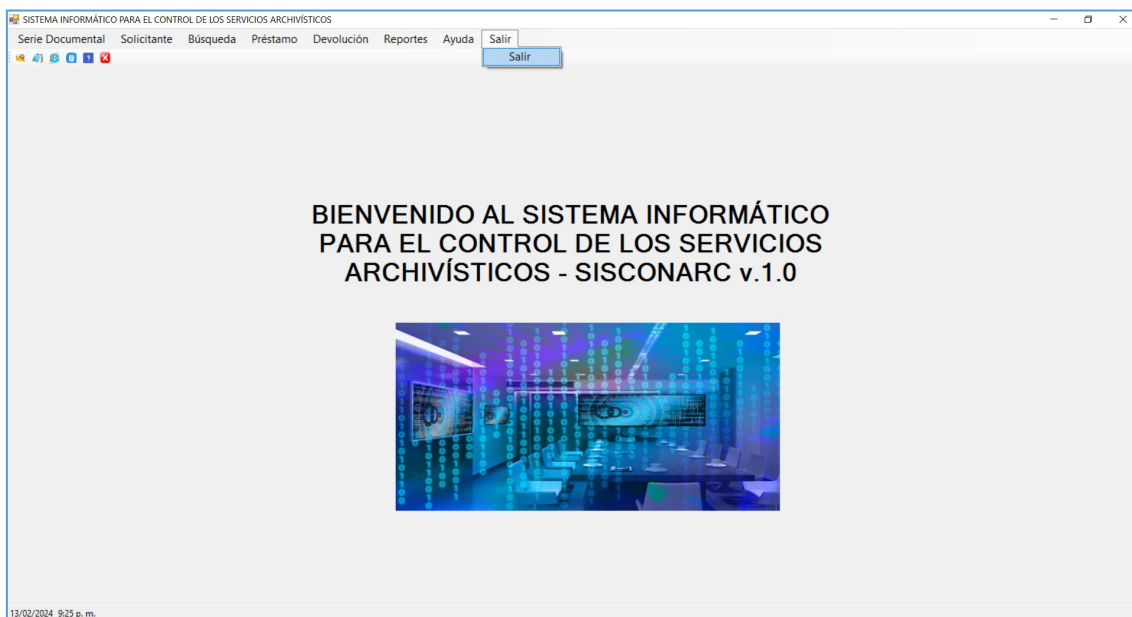 SISTEMA INFORMÁTICO PARA EL CONTROL DE LOS SERVICIOS ARCHIVÍSTICOS
Serie Documental Solicitante Búsqueda Préstamo Devolución Reportes Ayuda Salir
Salir
BIENVENIDO AL SISTEMA INFORMÁTICO
PARA EL CONTROL DE LOS SERVICIOS
ARCHIVÍSTICOS - SISCONARC v.1.0
13/02/2024 9:25 p. m.